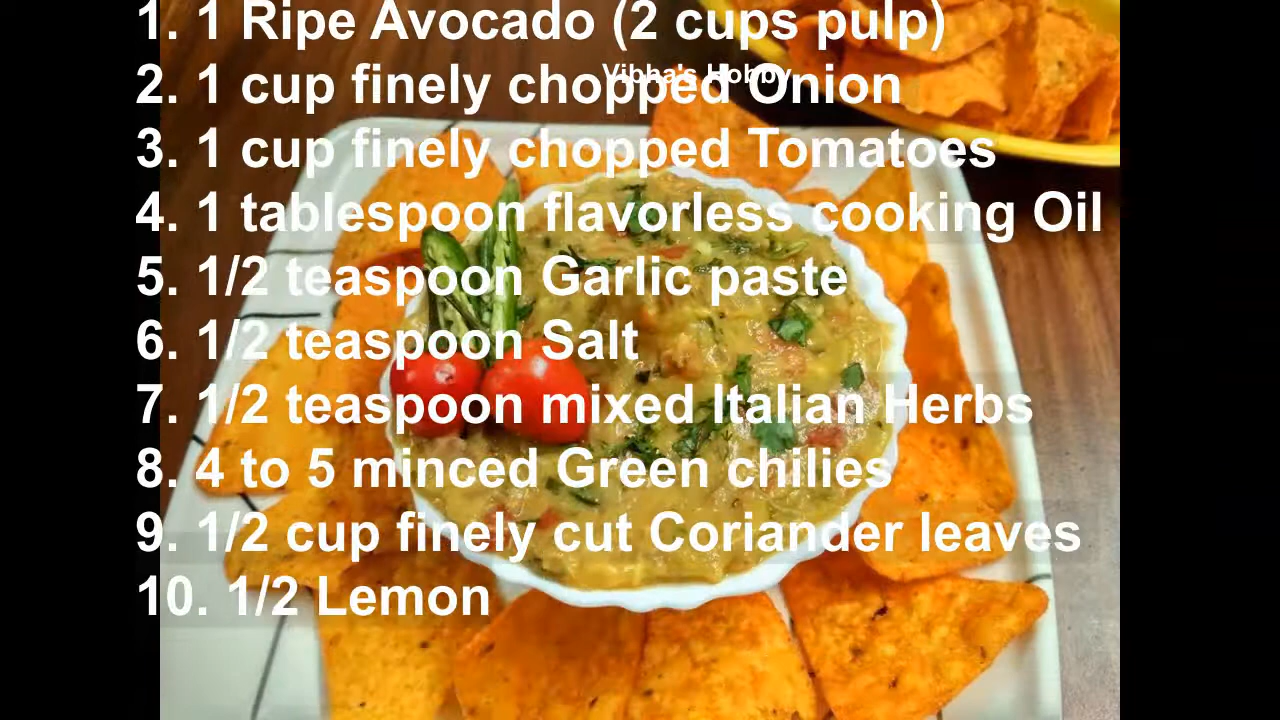 1. 1 Ripe Avocado (2 cups pulp)
Vibha's Hobby
2. 1 cup finely chopped Onion
3. 1 cup finely chopped Tomatoes
4. 1 tablespoon flavorless cooking Oil
5. 1/2 teaspoon Garlic paste
6. 1/2 teaspoon Salt
7. 1/2 teaspoon mixed Italian Herbs
8. 4 to 5 minced Green chilies
9. 1/2 cup finely cut Coriander leaves
10. 1/2 Lemon